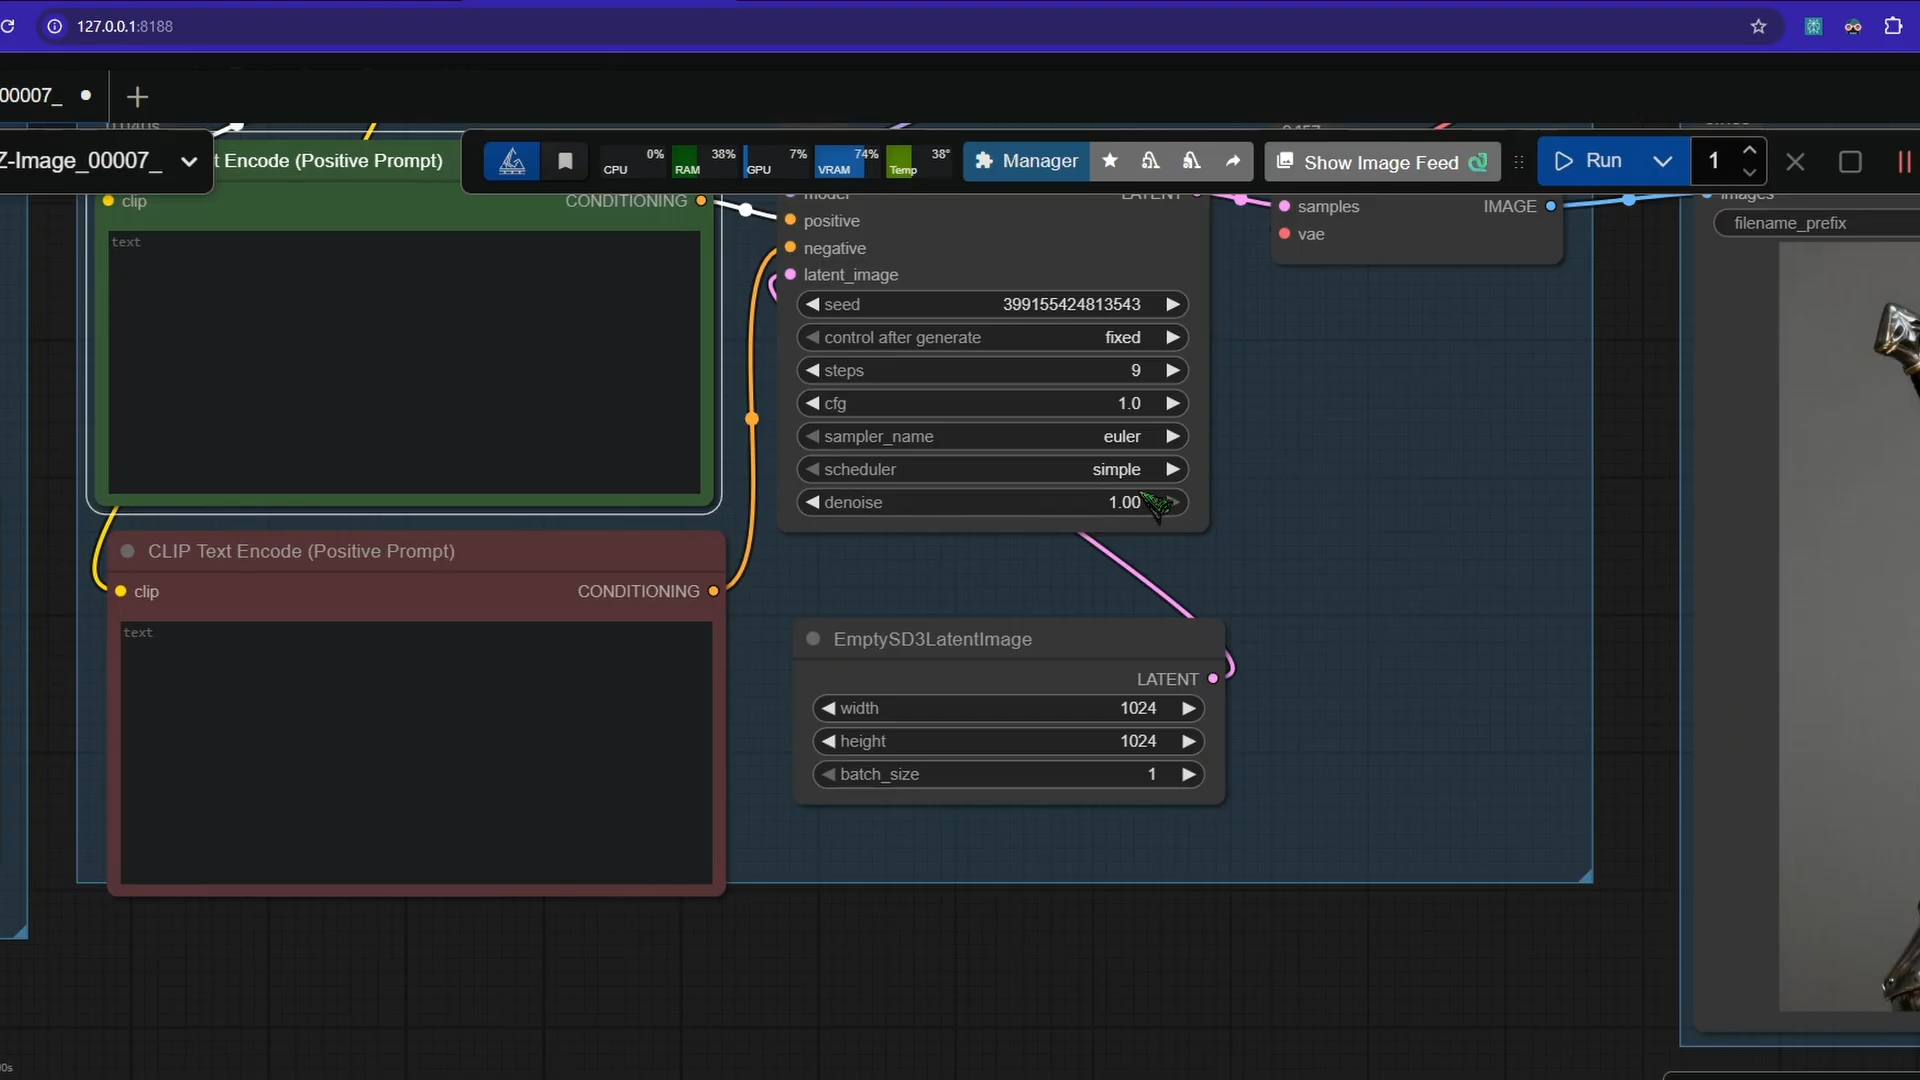 127.0.0.1:8188
00007_
Z-Image_00007_
t Encode (Positive Prompt)
CPU 0%
RAM 38%
GPU 7%
VRAM 74%
Temp 38°
Manager
Show Image Feed
Run
1
clip
CONDITIONING
text
model
LATENT
positive
negative
latent_image
seed 399155424813543
control after generate fixed
steps 9
cfg 1.0
sampler_name euler
scheduler simple
denoise 1.00
samples
IMAGE
vae
images
filename_prefix
CLIP Text Encode (Positive Prompt)
clip
CONDITIONING
text
EmptySD3LatentImage
LATENT
width 1024
height 1024
batch_size 1